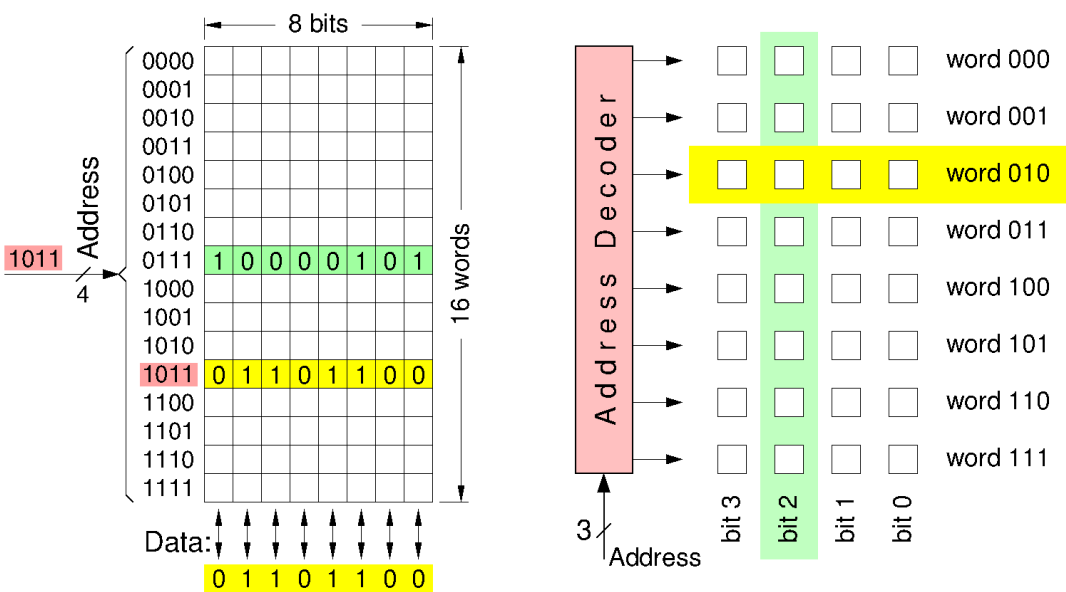 8 bits
0000
0001
0010
0011
0100
0101
0110
0111 1 0 0 0 0 1 0 1
1000
1001
1010
1011 0 1 1 0 1 1 0 0
1100
1101
1110
1111
Address
1011
4
16 words
Data:
0 1 1 0 1 1 0 0
Address Decoder
word 000
word 001
word 010
word 011
word 100
word 101
word 110
word 111
bit 3
bit 2
bit 1
bit 0
3
Address